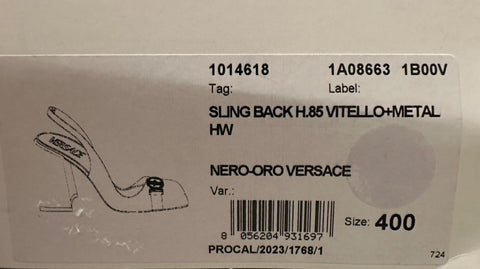 1014618 1A08663 1B00V
Tag: Label:
SLING BACK H.85 VITELLO+METAL
HW
VERSACE
NERO-ORO VERSACE
Var.:
Size: 400
8 056204 931697
PROCAL/2023/1768/1
724